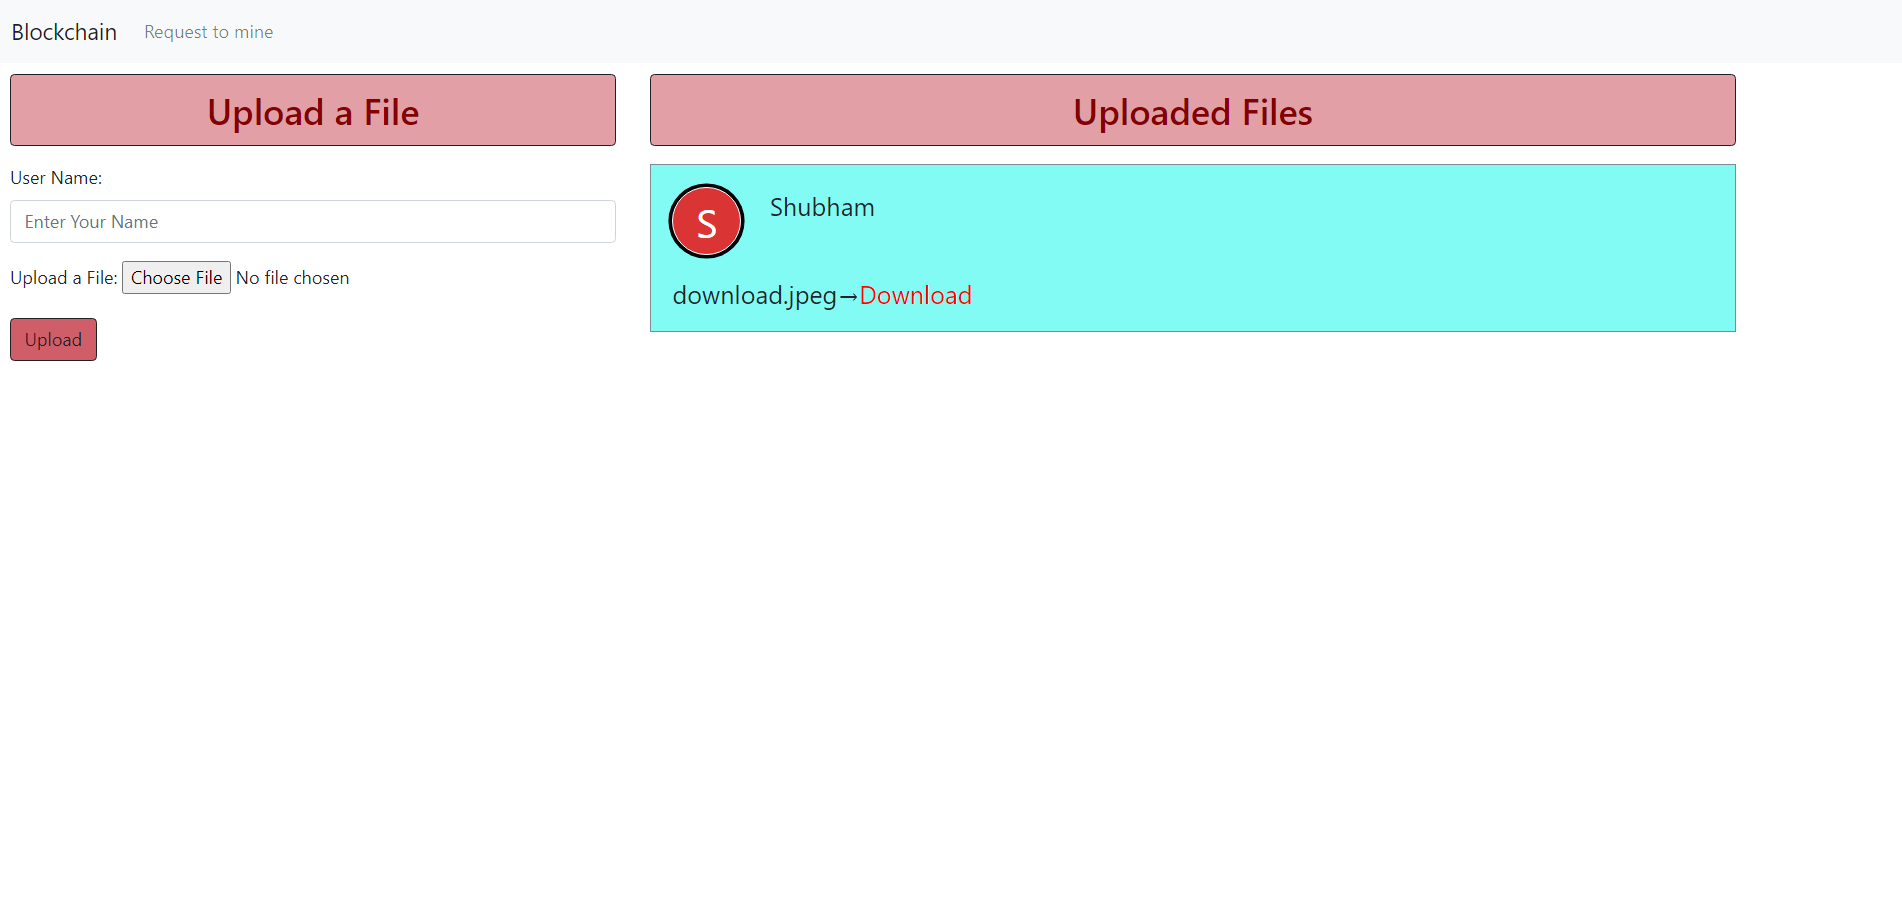 Blockchain Request to mine
Upload a File
User Name:
Enter Your Name
Upload a File: Choose File No file chosen
Upload
Uploaded Files
S Shubham
download.jpeg→Download